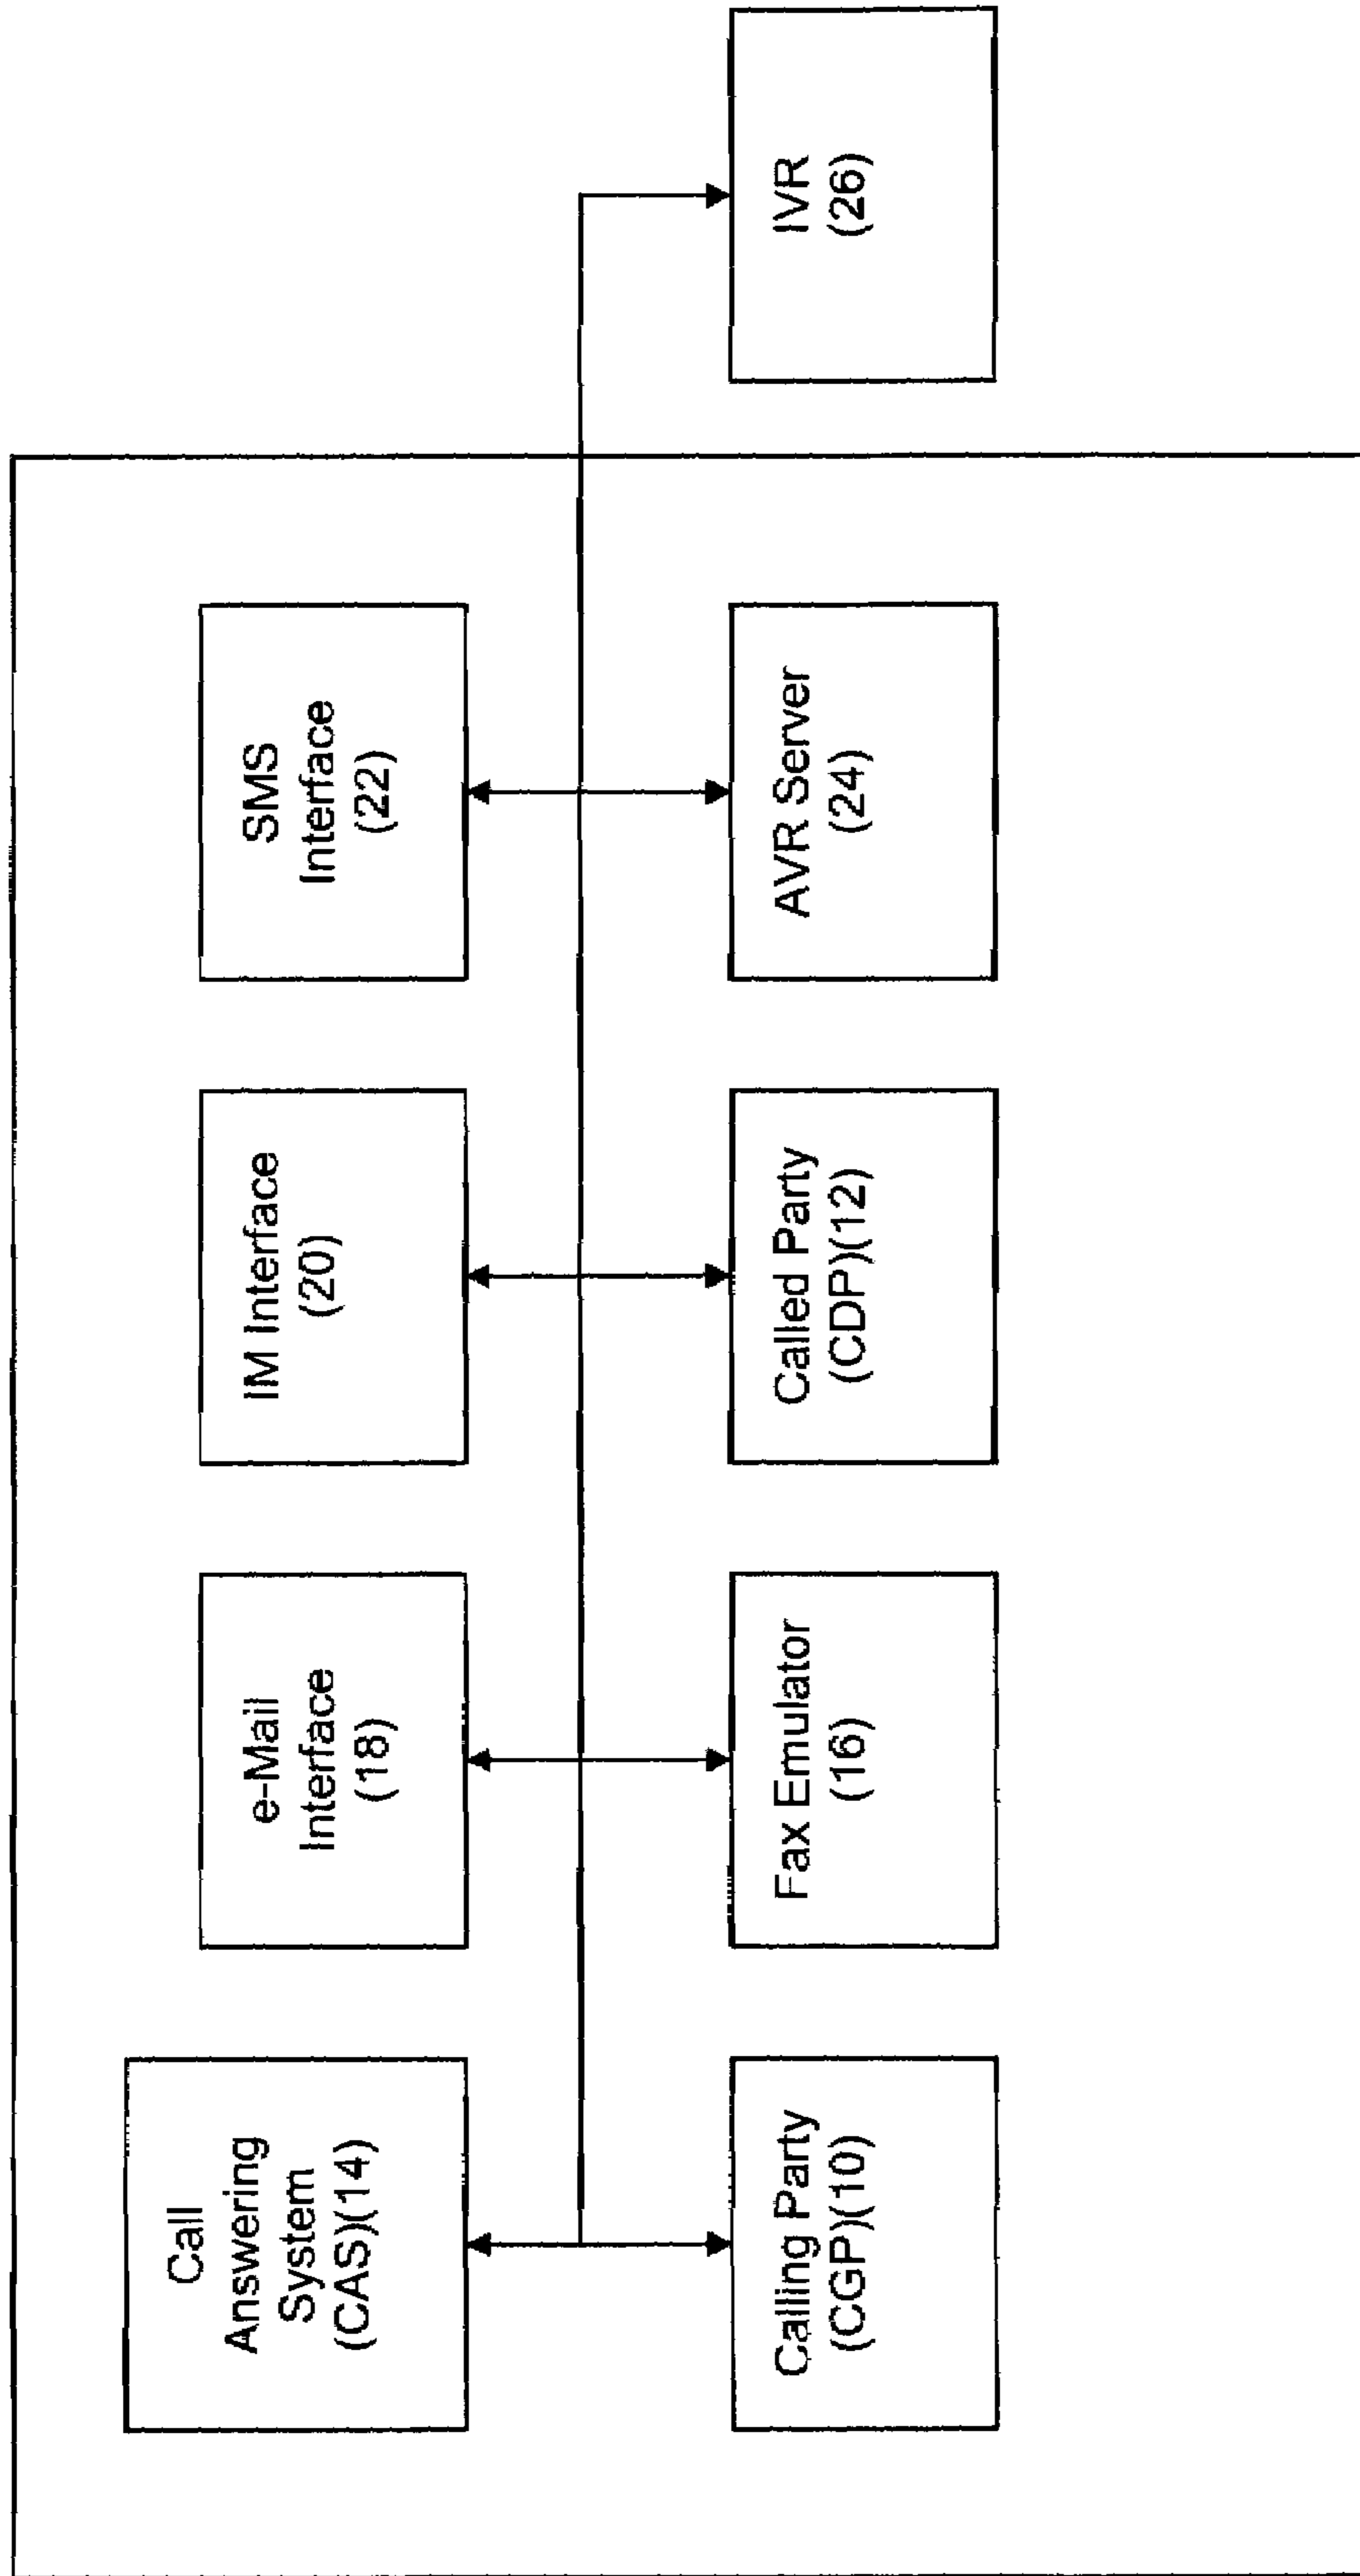 Call
Answering
System
(CAS)(14)
e-Mail
Interface
(18)
IM Interface
(20)
SMS
Interface
(22)
Calling Party
(CGP)(10)
Fax Emulator
(16)
Called Party
(CDP)(12)
AVR Server
(24)
IVR
(26)